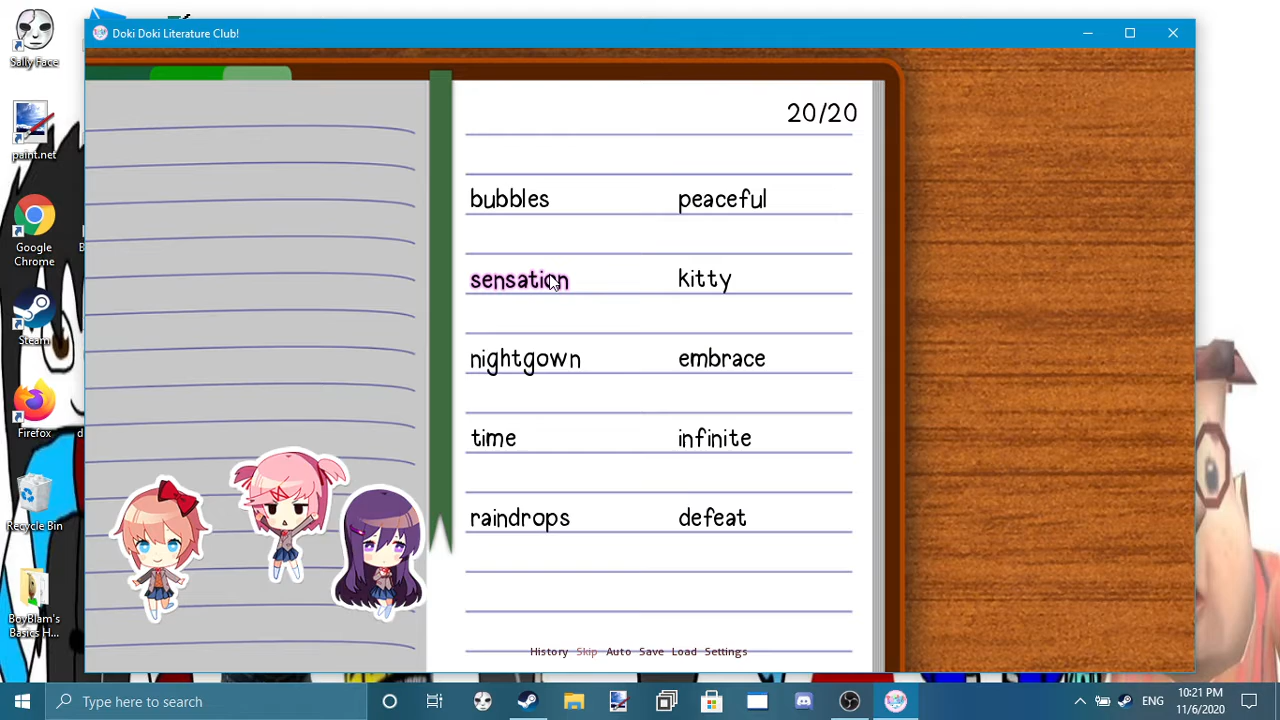 Doki Doki Literature Club!
Sally Face
paint.net
Google
Chrome
Steam
Firefox
Recycle Bin
BoyBlam's
Basics H...
20/20
bubbles peaceful
sensation kitty
nightgown embrace
time infinite
raindrops defeat
History Skip Auto Save Load Settings
Type here to search
ENG
10:21 PM
11/6/2020